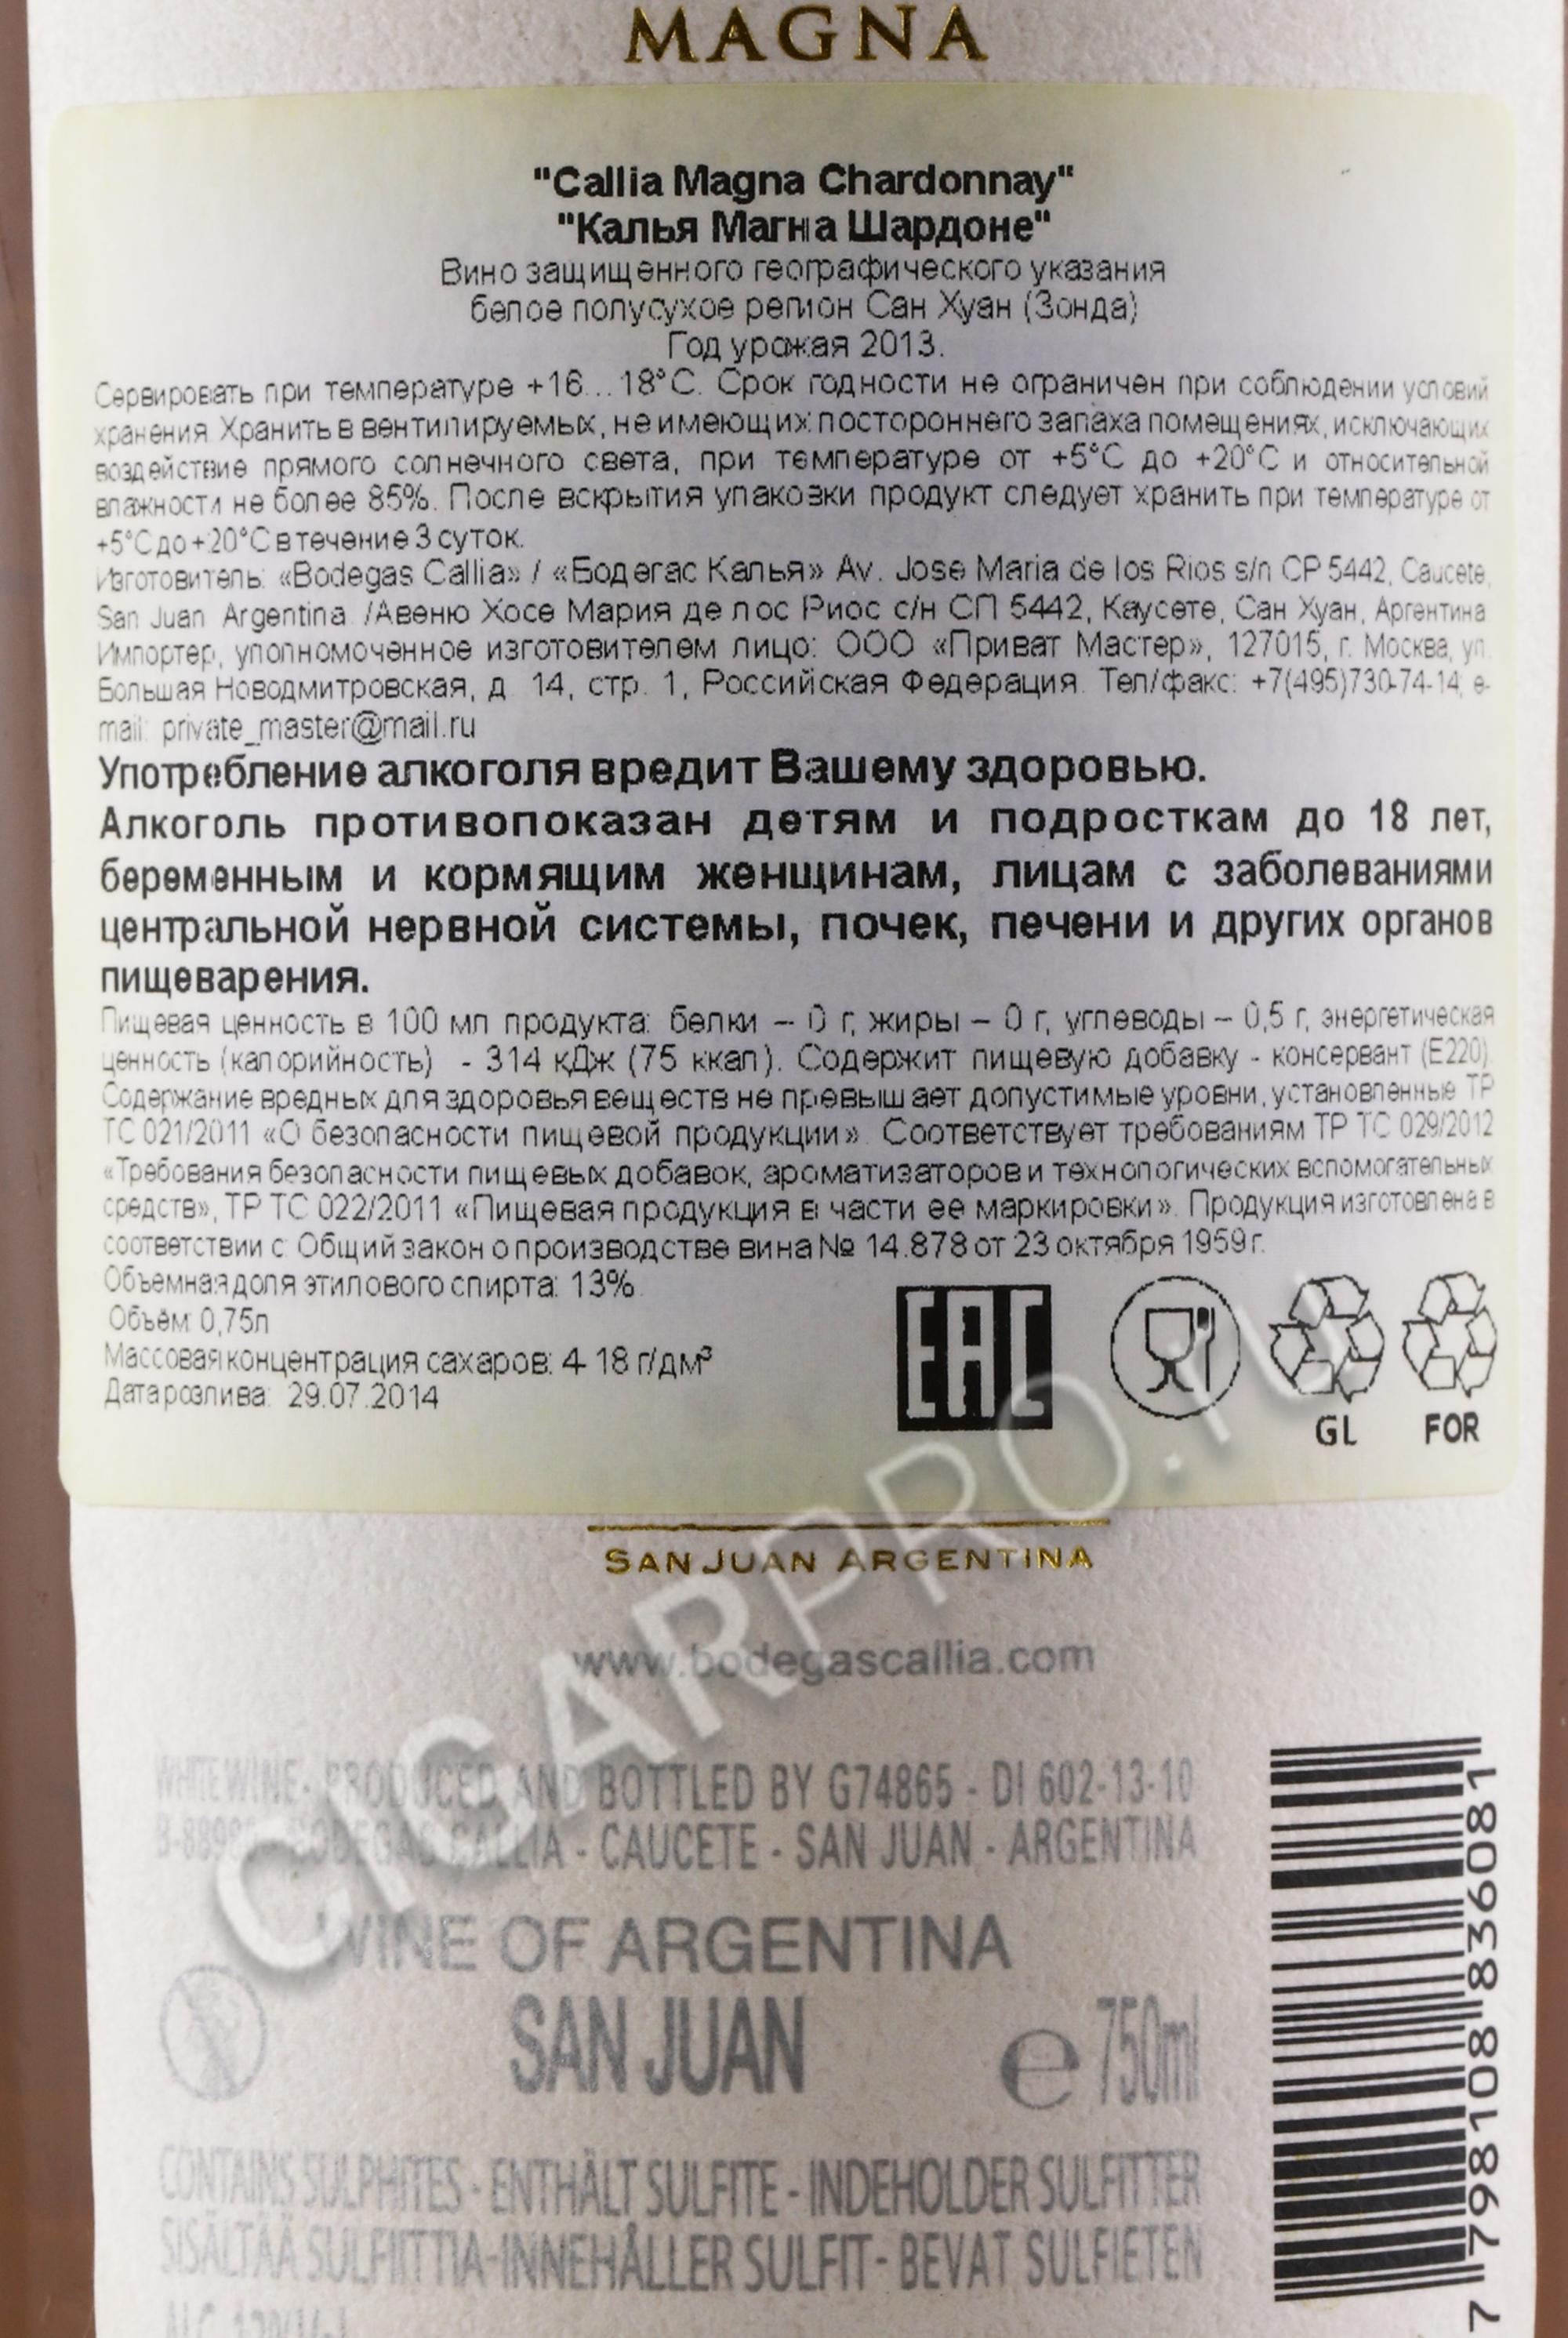 MAGNA
"Callia Magna Chardonnay"
"Калья Магна Шардоне"
Вино защищенного географического указания
белое полусухое регион Сан Хуан (Зонда)
Год урожая 2013.
Сервировать при температуре +16...18°С. Срок годности не ограничен при соблюдении условий
хранения. Хранить в вентилируемых, не имеющих постороннего запаха помещениях, исключающих
воздействие прямого солнечного света, при температуре от +5°С до +20°С и относительной
влажности не более 85%. После вскрытия упаковки продукт следует хранить при температуре от
+5°С до +20°С в течение 3 суток.
Изготовитель: «Bodegas Callia» / «Бодегас Калья» Av. Jose Maria de los Rios s/n CP 5442, Caucete,
San Juan Argentina /Авеню Хосе Мария де лос Риос с/н СП 5442, Каусете, Сан Хуан, Аргентина
Импортер, уполномоченное изготовителем лицо: ООО «Приват Мастер», 127015, г. Москва, ул.
Большая Новодмитровская, д. 14, стр. 1, Российская Федерация. Тел/факс: +7(495)730-74-14, e-
mail: private_master@mail.ru
Употребление алкоголя вредит Вашему здоровью.
Алкоголь противопоказан детям и подросткам до 18 лет,
беременным и кормящим женщинам, лицам с заболеваниями
центральной нервной системы, почек, печени и других органов
пищеварения.
Пищевая ценность в 100 мл продукта: белки – 0 г, жиры – 0 г, углеводы – 0,5 г, энергетическая
ценность (калорийность) - 314 кДж (75 ккал). Содержит пищевую добавку - консервант (Е220).
Содержание вредных для здоровья веществ не превышает допустимые уровни, установленные ТР
ТС 021/2011 «О безопасности пищевой продукции». Соответствует требованиям ТР ТС 029/2012
«Требования безопасности пищевых добавок, ароматизаторов и технологических вспомогательных
средств», ТР ТС 022/2011 «Пищевая продукция в части ее маркировки». Продукция изготовлена в
соответствии с Общий закон о производстве вина № 14.878 от 23 октября 1959 г.
Объемная доля этилового спирта: 13%
Объём 0,75л
Массовая концентрация сахаров: 4-18 г/дм³
Дата розлива: 29.07.2014
EAC
GL FOR
SAN JUAN ARGENTINA
www.bodegascallia.com
WHITE WINE - PRODUCED AND BOTTLED BY G74865 - DI 602-13-10
BODEGAS CALLIA - CAUCETE - SAN JUAN - ARGENTINA
WINE OF ARGENTINA
SAN JUAN
e 750ml
CONTAINS SULPHITES - ENTHÄLT SULFITE - INDEHOLDER SULFITTER
SISÄLTÄÄ SULFIITTIA - INNEHÅLLER SULFIT - BEVAT SULFIETEN
7 798108 836081
CIGARPRO.RU